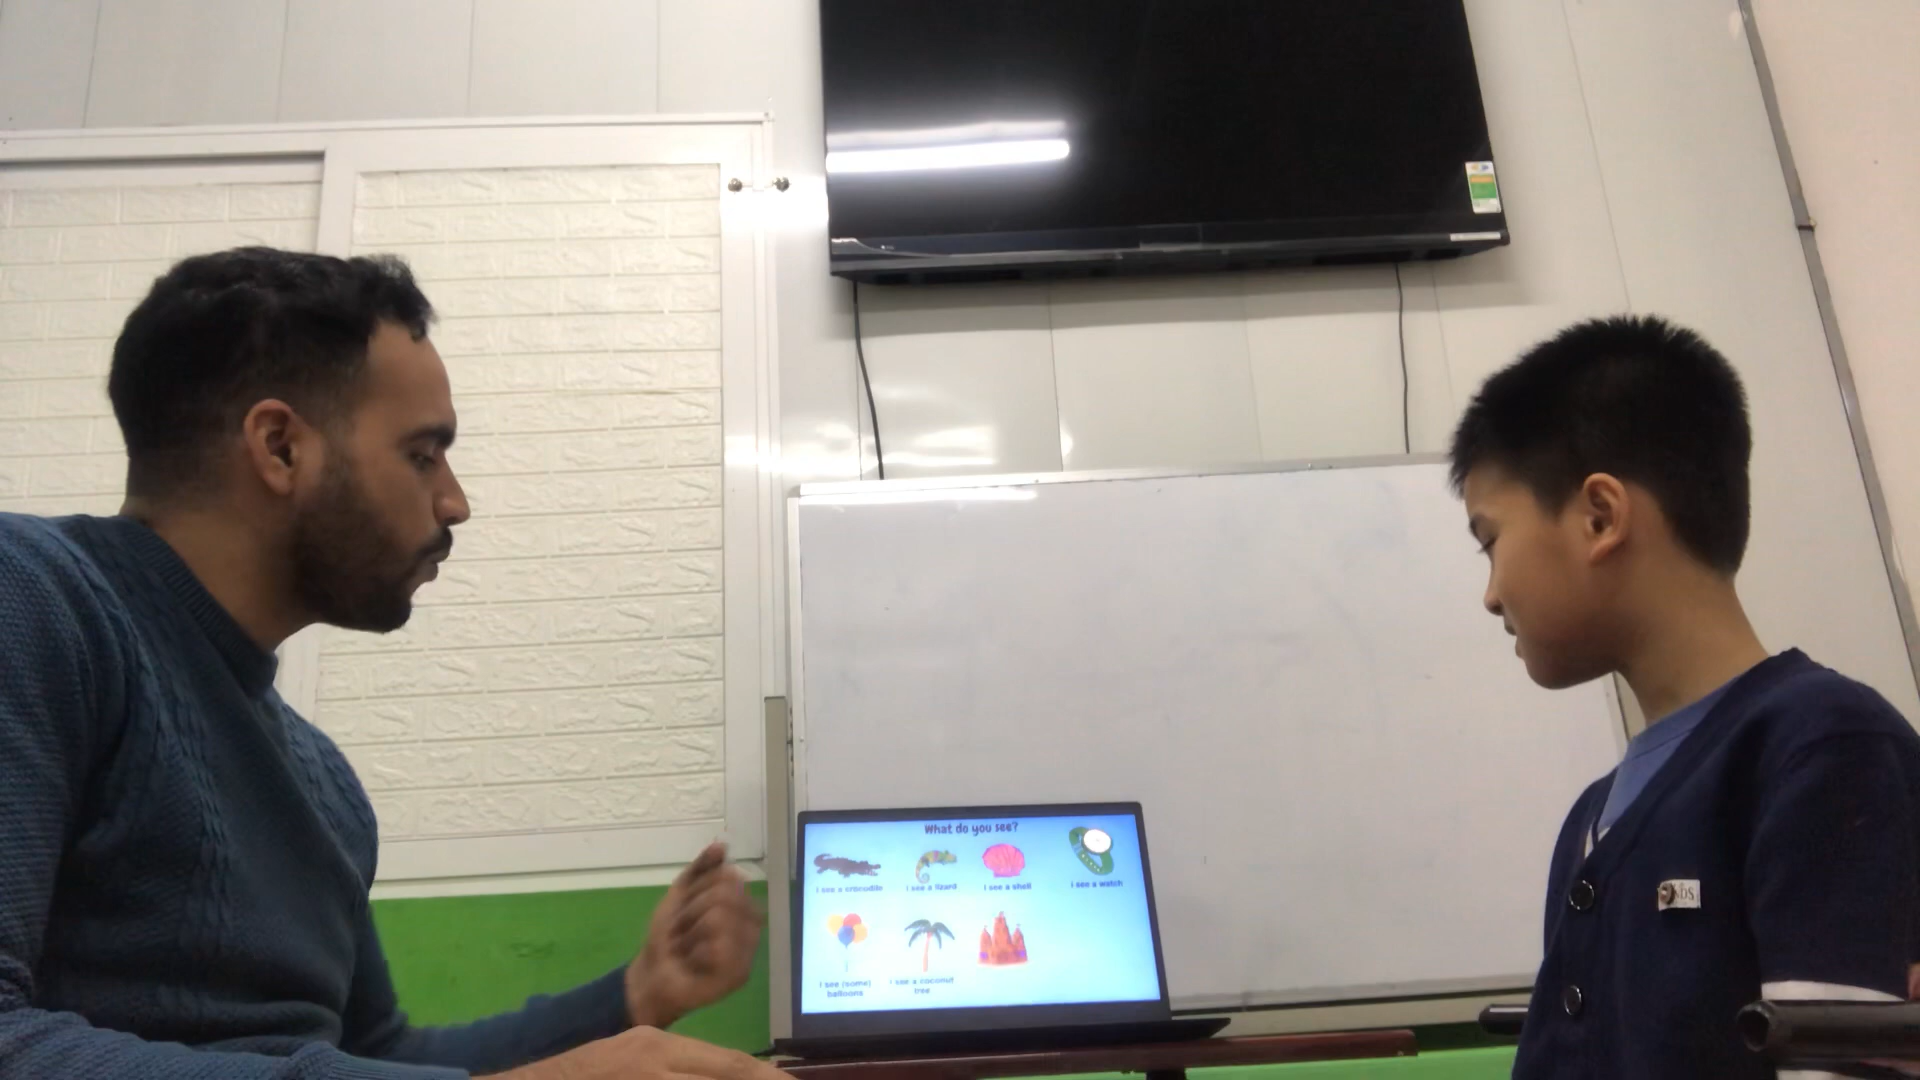 What do you see?
I see a crocodile
I see a lizard
I see a shell
I see a watch
I see (some)
balloons
I see a coconut
tree